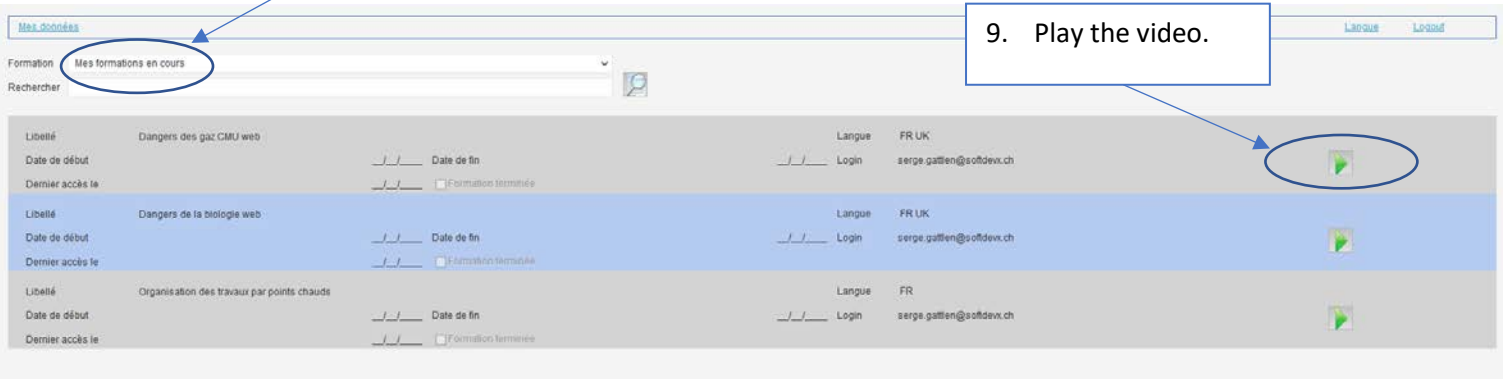 Mes données
9. Play the video.
Langue Logout
Formation Mes formations en cours
Rechercher
Libellé Dangers des gaz CMU web Langue FR UK
Date de début __/__/____ Date de fin __/__/____ Login serge.gattlen@softdevx.ch
Dernier accès le __/__/____ Formation terminée
Libellé Dangers de la biologie web Langue FR UK
Date de début __/__/____ Date de fin __/__/____ Login serge.gattlen@softdevx.ch
Dernier accès le __/__/____ Formation terminée
Libellé Organisation des travaux par points chauds Langue FR
Date de début __/__/____ Date de fin __/__/____ Login serge.gattlen@softdevx.ch
Dernier accès le __/__/____ Formation terminée